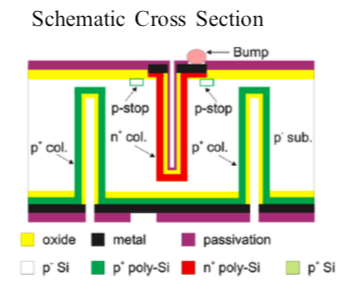 Schematic Cross Section
Bump
p-stop p-stop
n⁺ col.
p⁺ col. p⁺ col. p⁻ sub.
oxide metal passivation
p⁻ Si p⁺ poly-Si n⁺ poly-Si p⁺ Si